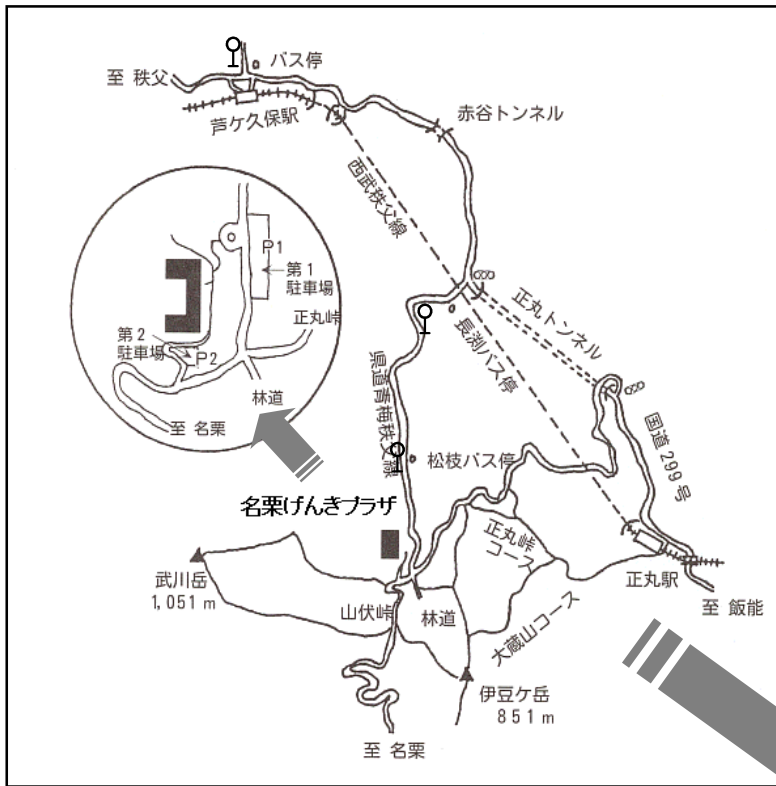 バス停
至 秩父
芦ケ久保駅
赤谷トンネル
西武秩父線
P1
第1
駐車場
正丸峠
第2
駐車場
P2
林道
至 名栗
正丸トンネル
長渕バス停
県道青梅秩父線
国道299号
松枝バス停
名栗げんきプラザ
正丸峠
コース
正丸駅
至 飯能
武川岳
1,051m
山伏峠
林道
大蔵山コース
伊豆ケ岳
851m
至 名栗